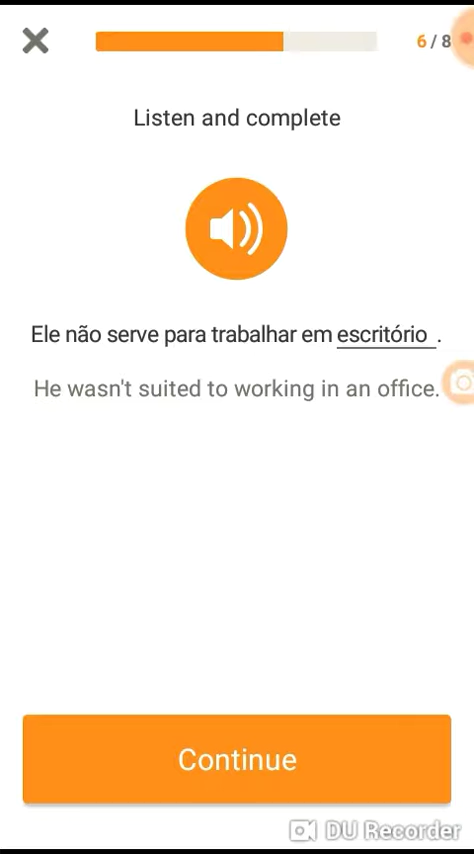 6 / 8
Listen and complete
Ele não serve para trabalhar em escritório .
He wasn't suited to working in an office.
Continue
DU Recorder